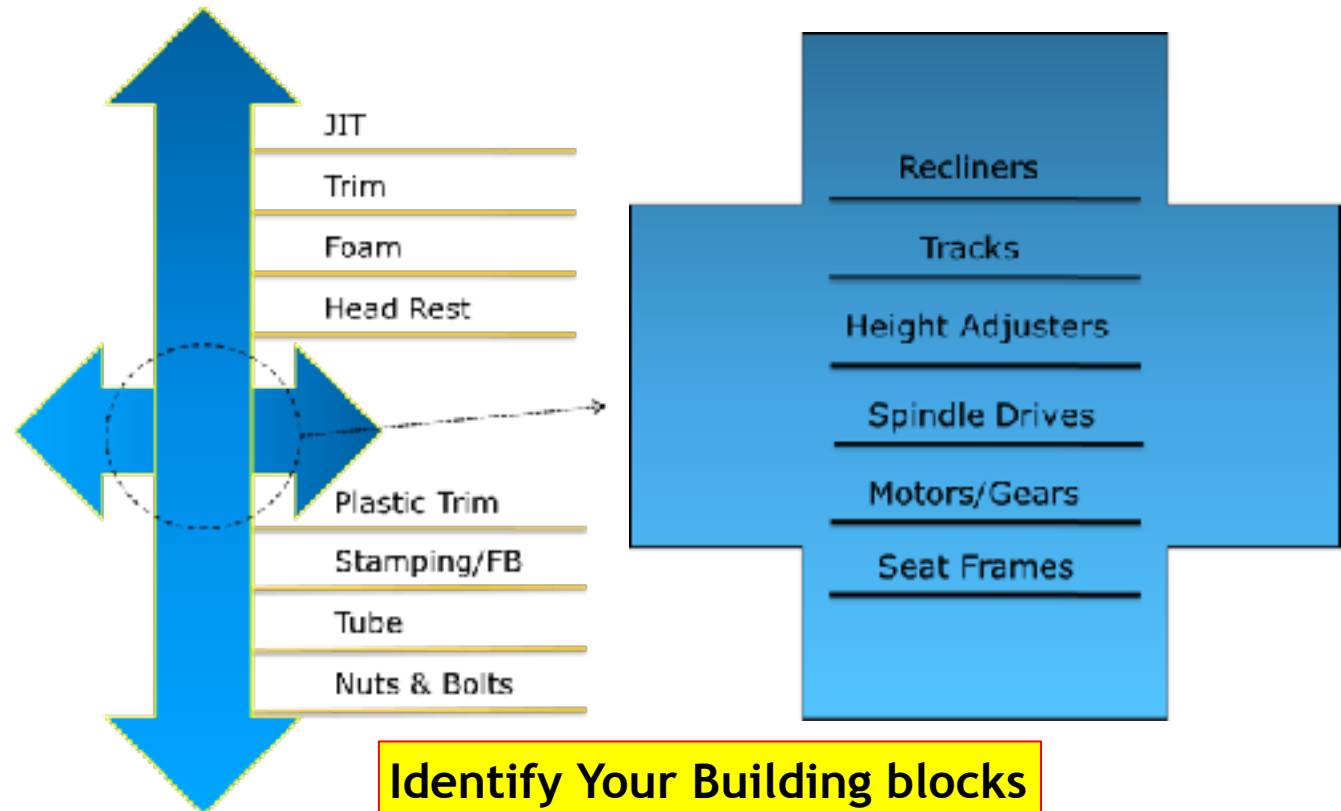 JIT
Trim
Foam
Head Rest
Plastic Trim
Stamping/FB
Tube
Nuts & Bolts
Recliners
Tracks
Height Adjusters
Spindle Drives
Motors/Gears
Seat Frames
Identify Your Building blocks